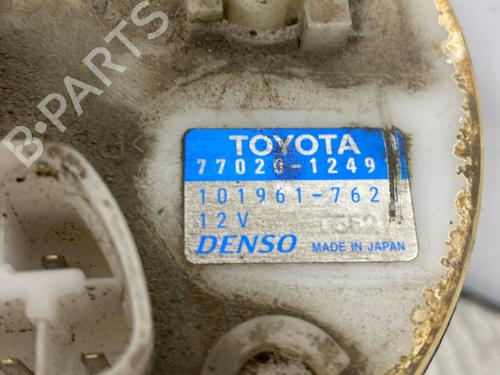 TOYOTA
77020-1249
101961-762
12V
DENSO MADE IN JAPAN
B-PARTS